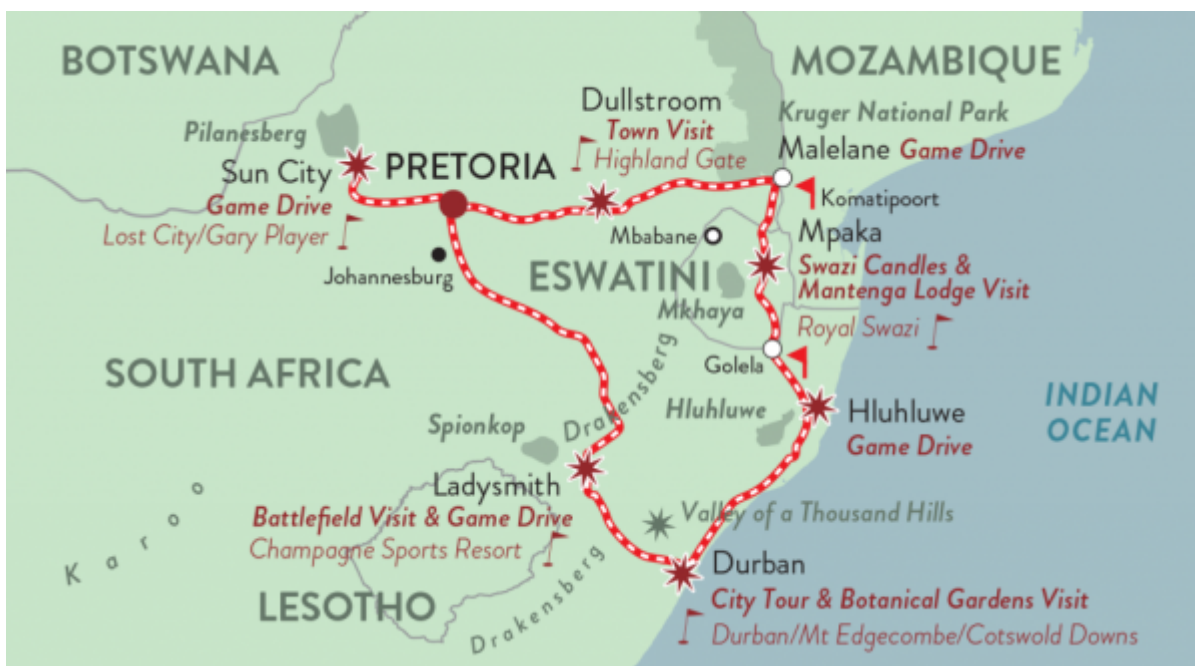 BOTSWANA
MOZAMBIQUE
Dullstroom
Town Visit
Highland Gate
Kruger National Park
Pilanesberg
Malelane Game Drive
Sun City
PRETORIA
Game Drive
Lost City/Gary Player
Komatipoort
Mbabane
Mpaka
Johannesburg
ESWATINI
Swazi Candles &
Mantenga Lodge Visit
Mkhaya
Royal Swazi
SOUTH AFRICA
Golela
Drakensberg
Hluhluwe
Hluhluwe
Game Drive
INDIAN
OCEAN
Spionkop
Ladysmith
Battlefield Visit & Game Drive
Champagne Sports Resort
Valley of a Thousand Hills
Karoo
Durban
City Tour & Botanical Gardens Visit
Durban/Mt Edgecombe/Cotswold Downs
LESOTHO
Drakensberg